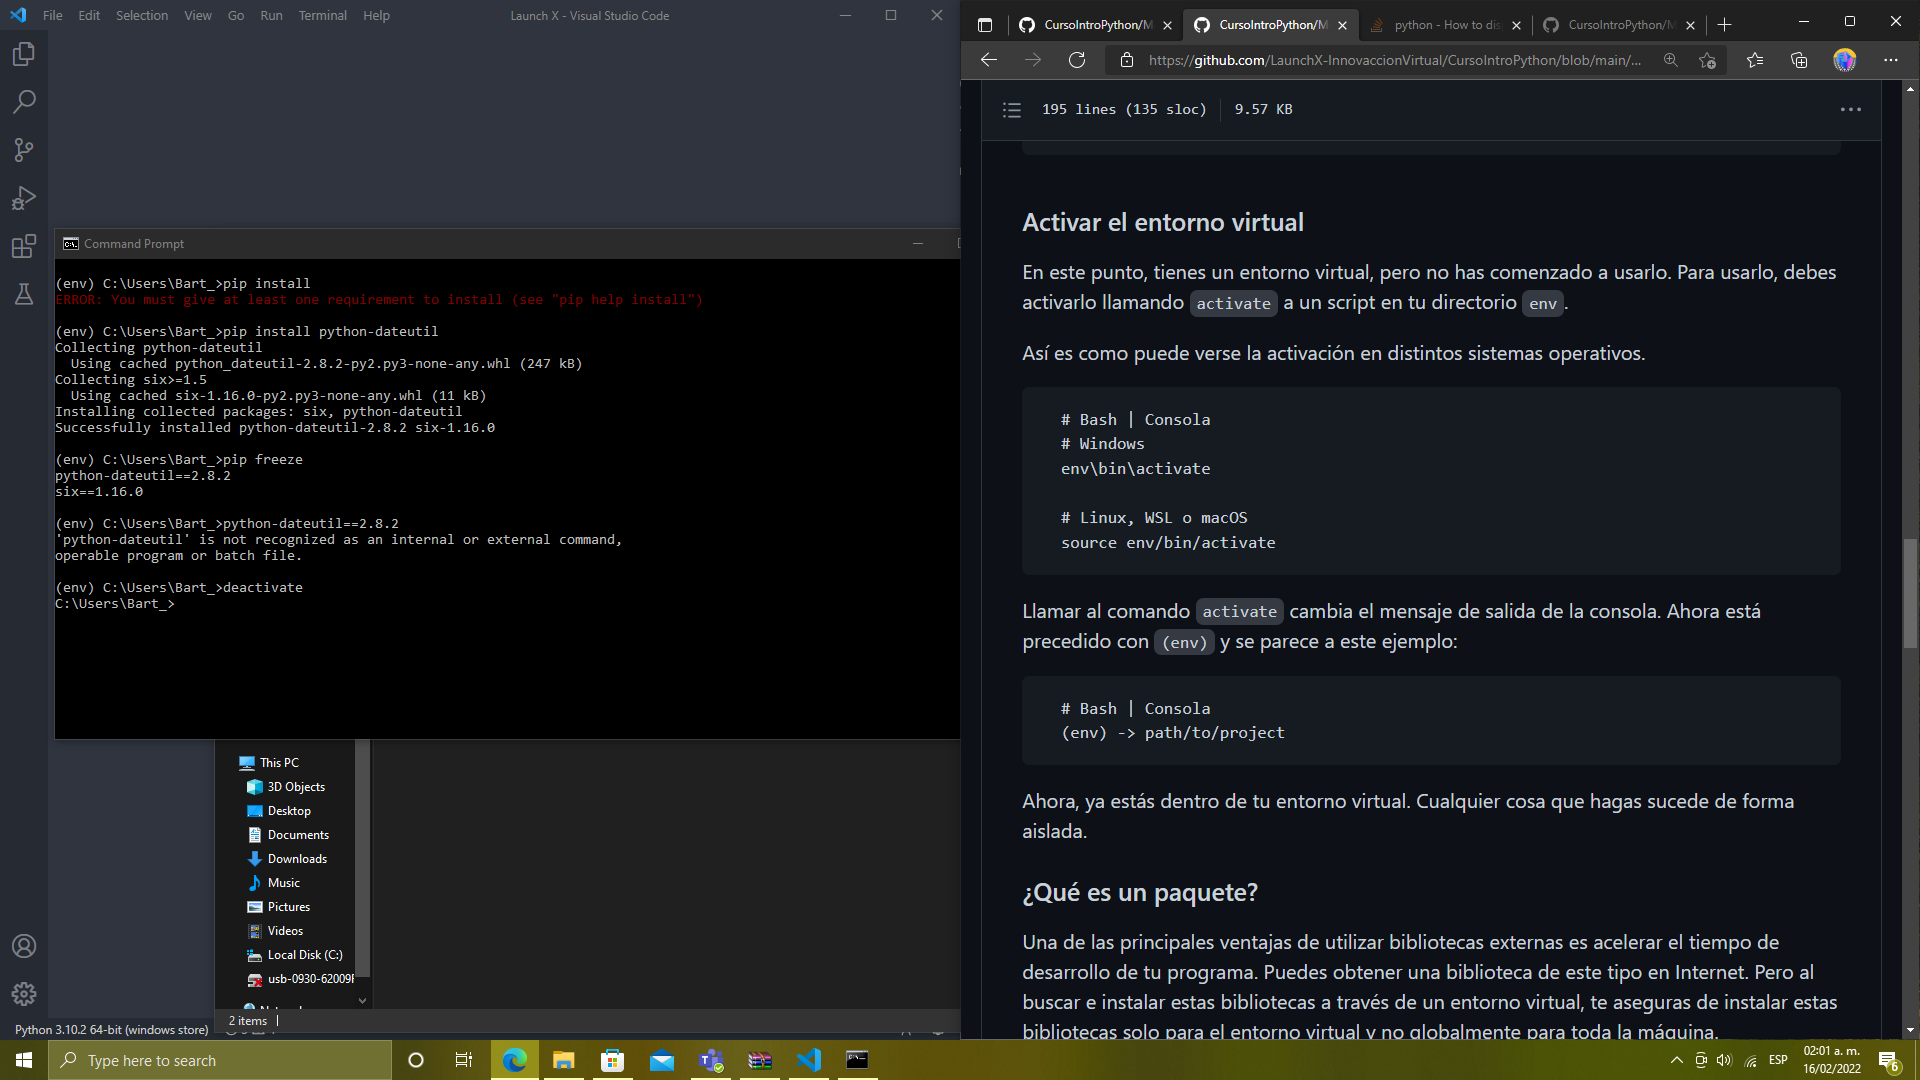 File Edit Selection View Go Run Terminal Help
Launch X - Visual Studio Code
Command Prompt
(env) C:\Users\Bart_>pip install
ERROR: You must give at least one requirement to install (see "pip help install")
(env) C:\Users\Bart_>pip install python-dateutil
Collecting python-dateutil
Using cached python_dateutil-2.8.2-py2.py3-none-any.whl (247 kB)
Collecting six>=1.5
Using cached six-1.16.0-py2.py3-none-any.whl (11 kB)
Installing collected packages: six, python-dateutil
Successfully installed python-dateutil-2.8.2 six-1.16.0
(env) C:\Users\Bart_>pip freeze
python-dateutil==2.8.2
six==1.16.0
(env) C:\Users\Bart_>python-dateutil==2.8.2
'python-dateutil' is not recognized as an internal or external command,
operable program or batch file.
(env) C:\Users\Bart_>deactivate
C:\Users\Bart_>
This PC
3D Objects
Desktop
Documents
Downloads
Music
Pictures
Videos
Local Disk (C:)
usb-0930-62009F
2 items
Python 3.10.2 64-bit (windows store)
CursoIntroPython/M
CursoIntroPython/M
python - How to dis
CursoIntroPython/M
https://github.com/LaunchX-InnovaccionVirtual/CursoIntroPython/blob/main/...
195 lines (135 sloc)
9.57 KB
Activar el entorno virtual
En este punto, tienes un entorno virtual, pero no has comenzado a usarlo. Para usarlo, debes
activarlo llamando activate a un script en tu directorio env.
Así es como puede verse la activación en distintos sistemas operativos.
# Bash | Consola
# Windows
env\bin\activate
# Linux, WSL o macOS
source env/bin/activate
Llamar al comando activate cambia el mensaje de salida de la consola. Ahora está
precedido con (env) y se parece a este ejemplo:
# Bash | Consola
(env) -> path/to/project
Ahora, ya estás dentro de tu entorno virtual. Cualquier cosa que hagas sucede de forma
aislada.
¿Qué es un paquete?
Una de las principales ventajas de utilizar bibliotecas externas es acelerar el tiempo de
desarrollo de tu programa. Puedes obtener una biblioteca de este tipo en Internet. Pero al
buscar e instalar estas bibliotecas a través de un entorno virtual, te aseguras de instalar estas
bibliotecas solo para el entorno virtual y no globalmente para toda la máquina.
Type here to search
ESP
02:01 a. m.
16/02/2022
6